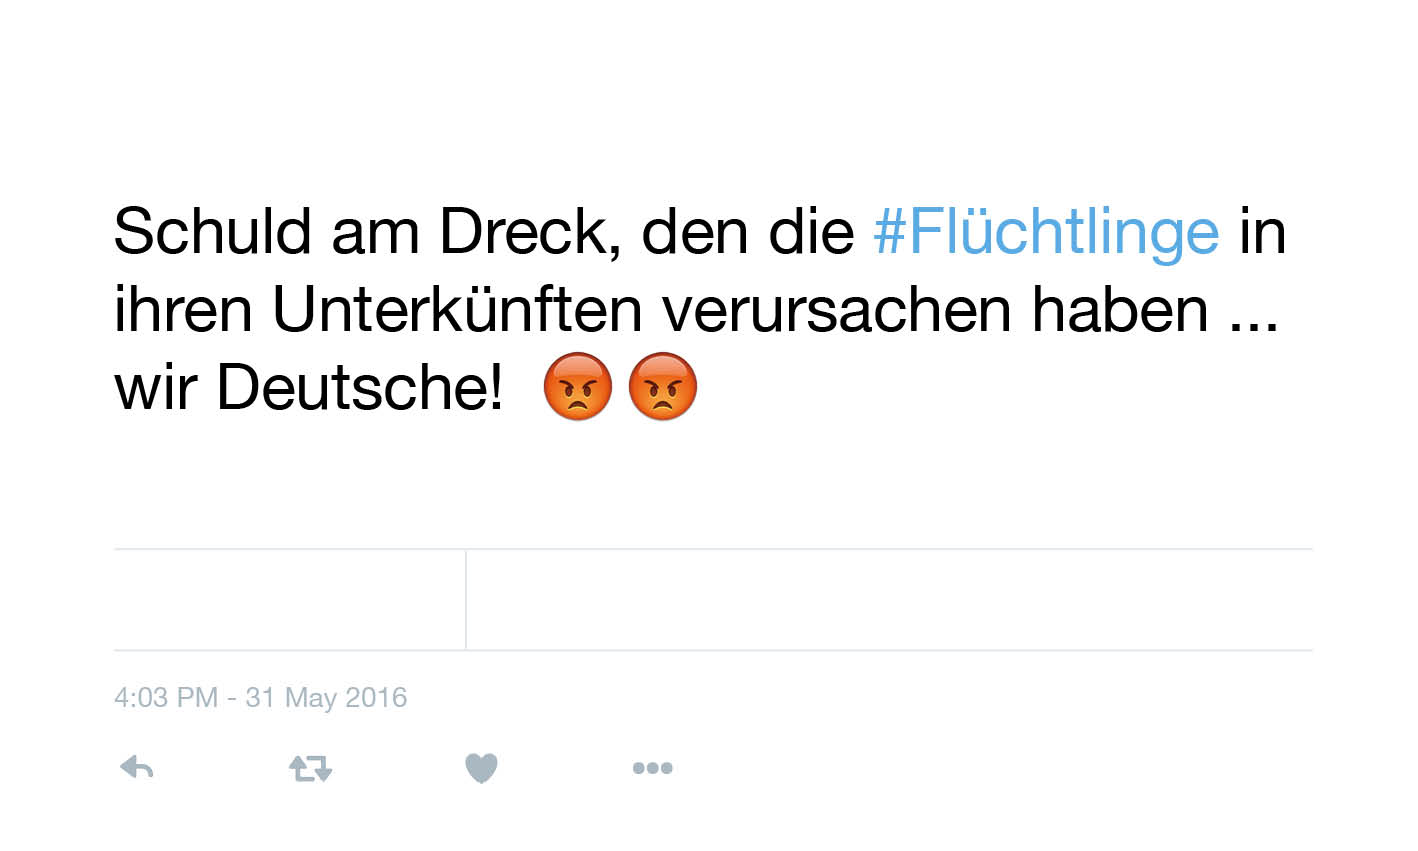 Schuld am Dreck, den die #Flüchtlinge in
ihren Unterkünften verursachen haben ...
wir Deutsche! 😡 😡
4:03 PM - 31 May 2016